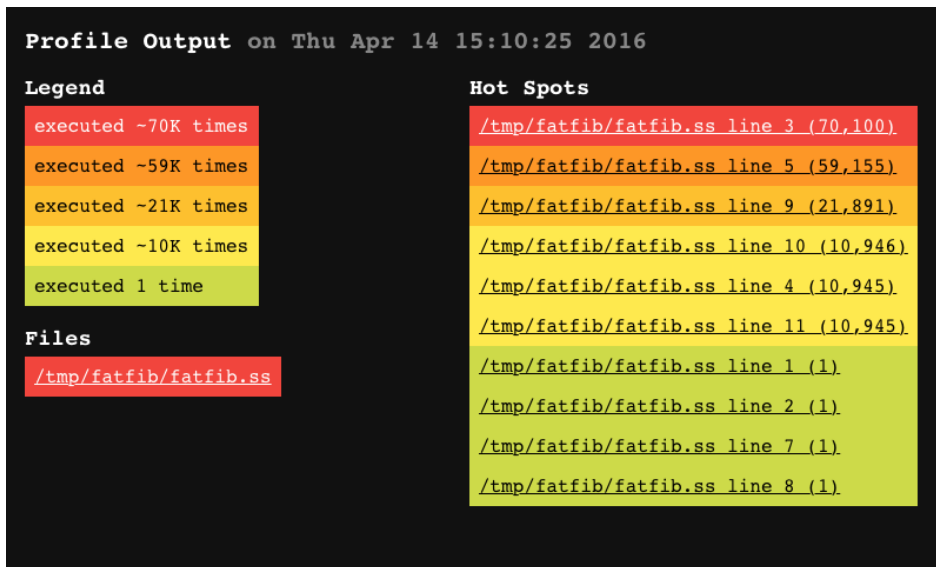 Profile Output on Thu Apr 14 15:10:25 2016
Legend
executed ~70K times
executed ~59K times
executed ~21K times
executed ~10K times
executed 1 time
Files
/tmp/fatfib/fatfib.ss
Hot Spots
/tmp/fatfib/fatfib.ss line 3 (70,100)
/tmp/fatfib/fatfib.ss line 5 (59,155)
/tmp/fatfib/fatfib.ss line 9 (21,891)
/tmp/fatfib/fatfib.ss line 10 (10,946)
/tmp/fatfib/fatfib.ss line 4 (10,945)
/tmp/fatfib/fatfib.ss line 11 (10,945)
/tmp/fatfib/fatfib.ss line 1 (1)
/tmp/fatfib/fatfib.ss line 2 (1)
/tmp/fatfib/fatfib.ss line 7 (1)
/tmp/fatfib/fatfib.ss line 8 (1)